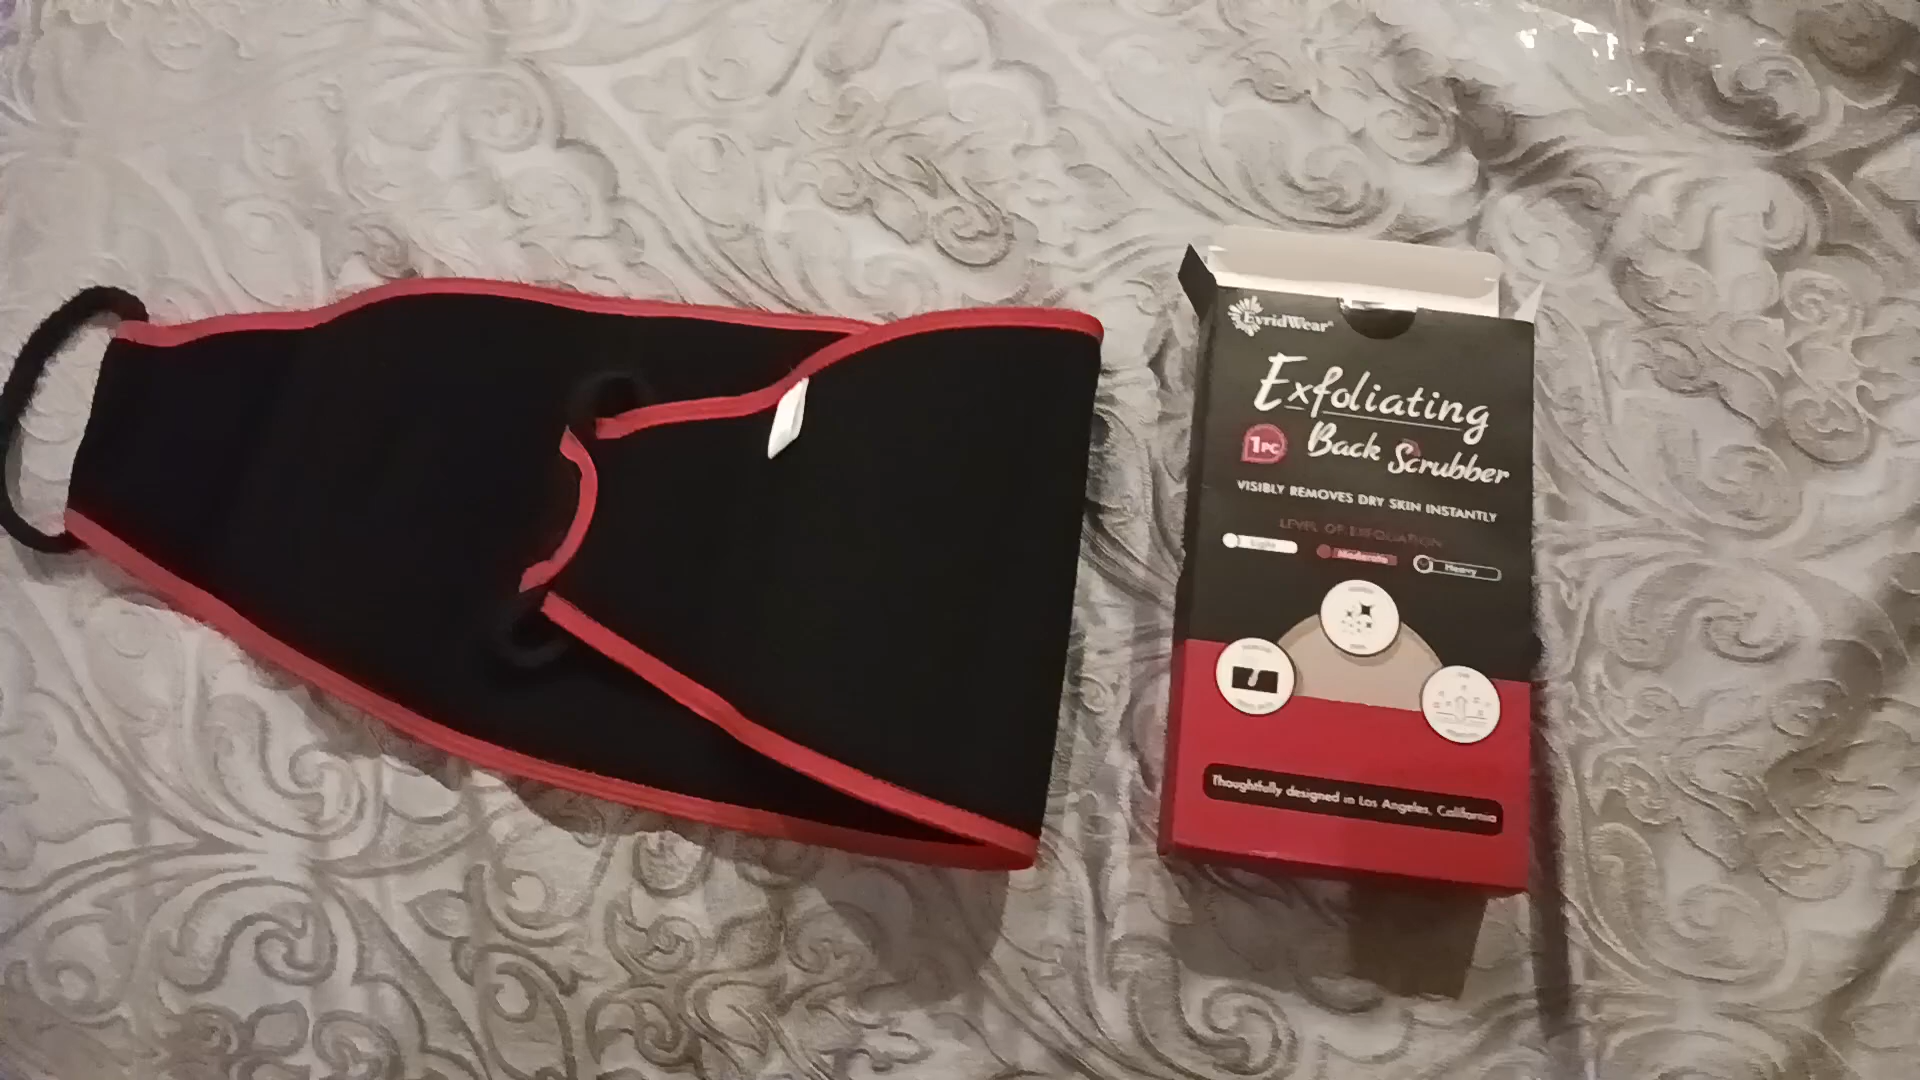 EvridWear®
Exfoliating
1PC
Back Scrubber
VISIBLY REMOVES DRY SKIN INSTANTLY
LEVEL OF EXFOLIATION
Light Moderate Heavy
Thoughtfully designed in Los Angeles, California